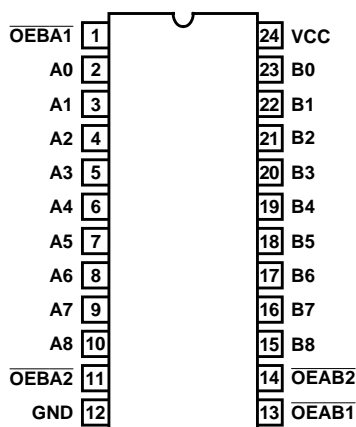 OEBA1 1 24 VCC
A0 2 23 B0
A1 3 22 B1
A2 4 21 B2
A3 5 20 B3
A4 6 19 B4
A5 7 18 B5
A6 8 17 B6
A7 9 16 B7
A8 10 15 B8
OEBA2 11 14 OEAB2
GND 12 13 OEAB1